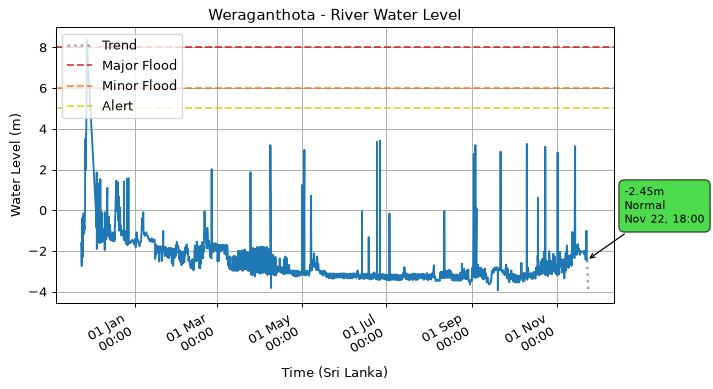 Weraganthota - River Water Level
Water Level (m)
8
6
4
2
0
−2
−4
Trend
Major Flood
Minor Flood
Alert
-2.45m
Normal
Nov 22, 18:00
01 Jan
00:00
01 Mar
00:00
01 May
00:00
01 Jul
00:00
01 Sep
00:00
01 Nov
00:00
Time (Sri Lanka)